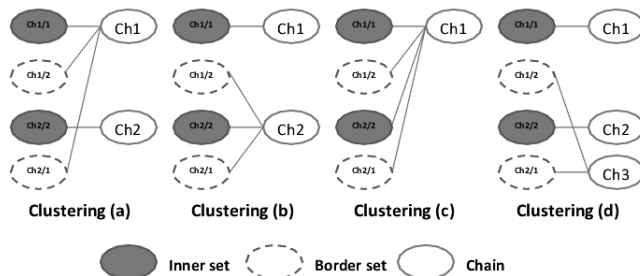 Ch1/1 Ch1 Ch1/1 Ch1 Ch1/1 Ch1 Ch1/1 Ch1
Ch1/2 Ch1/2 Ch1/2 Ch1/2
Ch2/2 Ch2 Ch2/2 Ch2 Ch2/2 Ch2/2 Ch2
Ch2/1 Ch2/1 Ch2/1 Ch2/1 Ch3
Clustering (a) Clustering (b) Clustering (c) Clustering (d)
Inner set Border set Chain